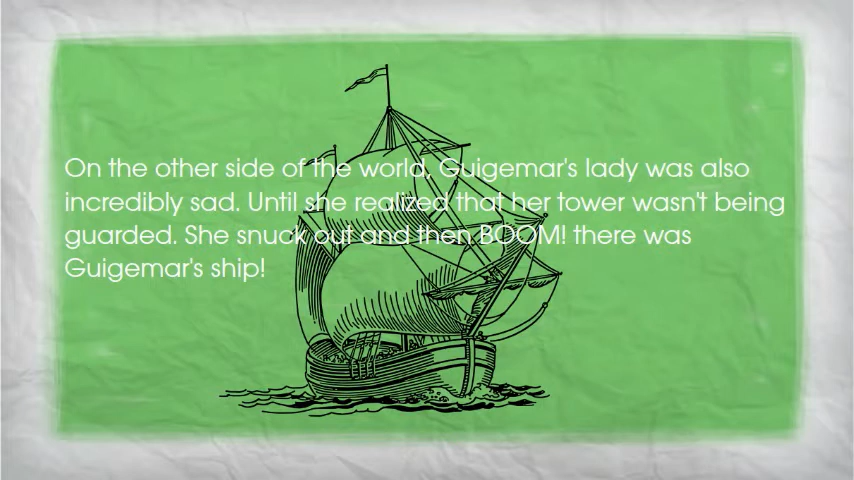 On the other side of the world, Guigemar's lady was also
incredibly sad. Until she realized that her tower wasn't being
guarded. She snuck out and then BOOM! there was
Guigemar's ship!